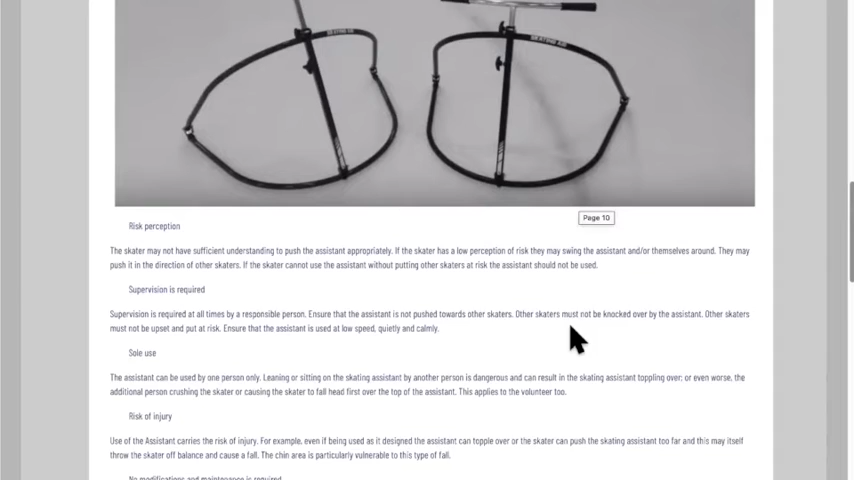 SKATING AID
SKATING AID
Page 10
Risk perception
The skater may not have sufficient understanding to push the assistant appropriately. If the skater has a low perception of risk they may swing the assistant and/or themselves around. They may
push it in the direction of other skaters. If the skater cannot use the assistant without putting other skaters at risk the assistant should not be used.
Supervision is required
Supervision is required at all times by a responsible person. Ensure that the assistant is not pushed towards other skaters. Other skaters must not be knocked over by the assistant. Other skaters
must not be upset and put at risk. Ensure that the assistant is used at low speed, quietly and calmly.
Sole use
The assistant can be used by one person only. Leaning or sitting on the skating assistant by another person is dangerous and can result in the skating assistant toppling over; or even worse, the
additional person crushing the skater or causing the skater to fall head first over the top of the assistant. This applies to the volunteer too.
Risk of injury
Use of the Assistant carries the risk of injury. For example, even if being used as it designed the assistant can topple over or the skater can push the skating assistant too far and this may itself
throw the skater off balance and cause a fall. The chin area is particularly vulnerable to this type of fall.
No modifications and maintenance is required